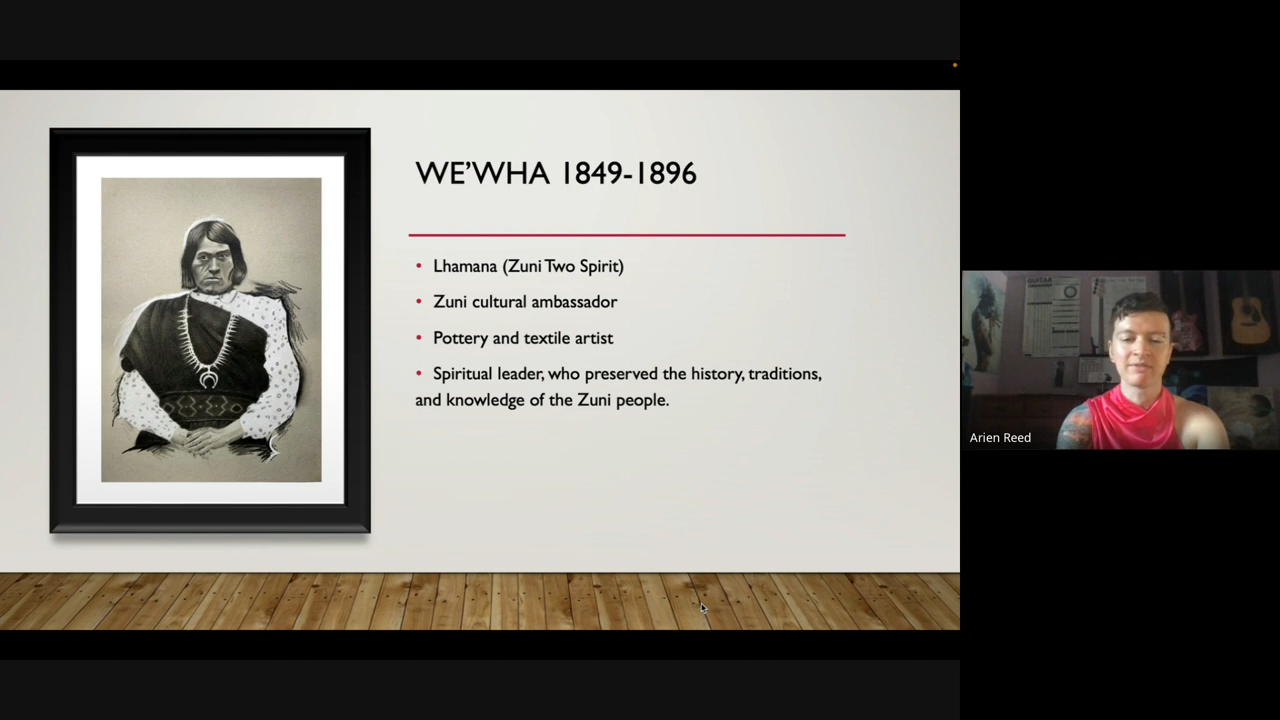 WE’WHA 1849-1896
• Lhamana (Zuni Two Spirit)
• Zuni cultural ambassador
• Pottery and textile artist
• Spiritual leader, who preserved the history, traditions,
and knowledge of the Zuni people.
GUITAR
Arien Reed